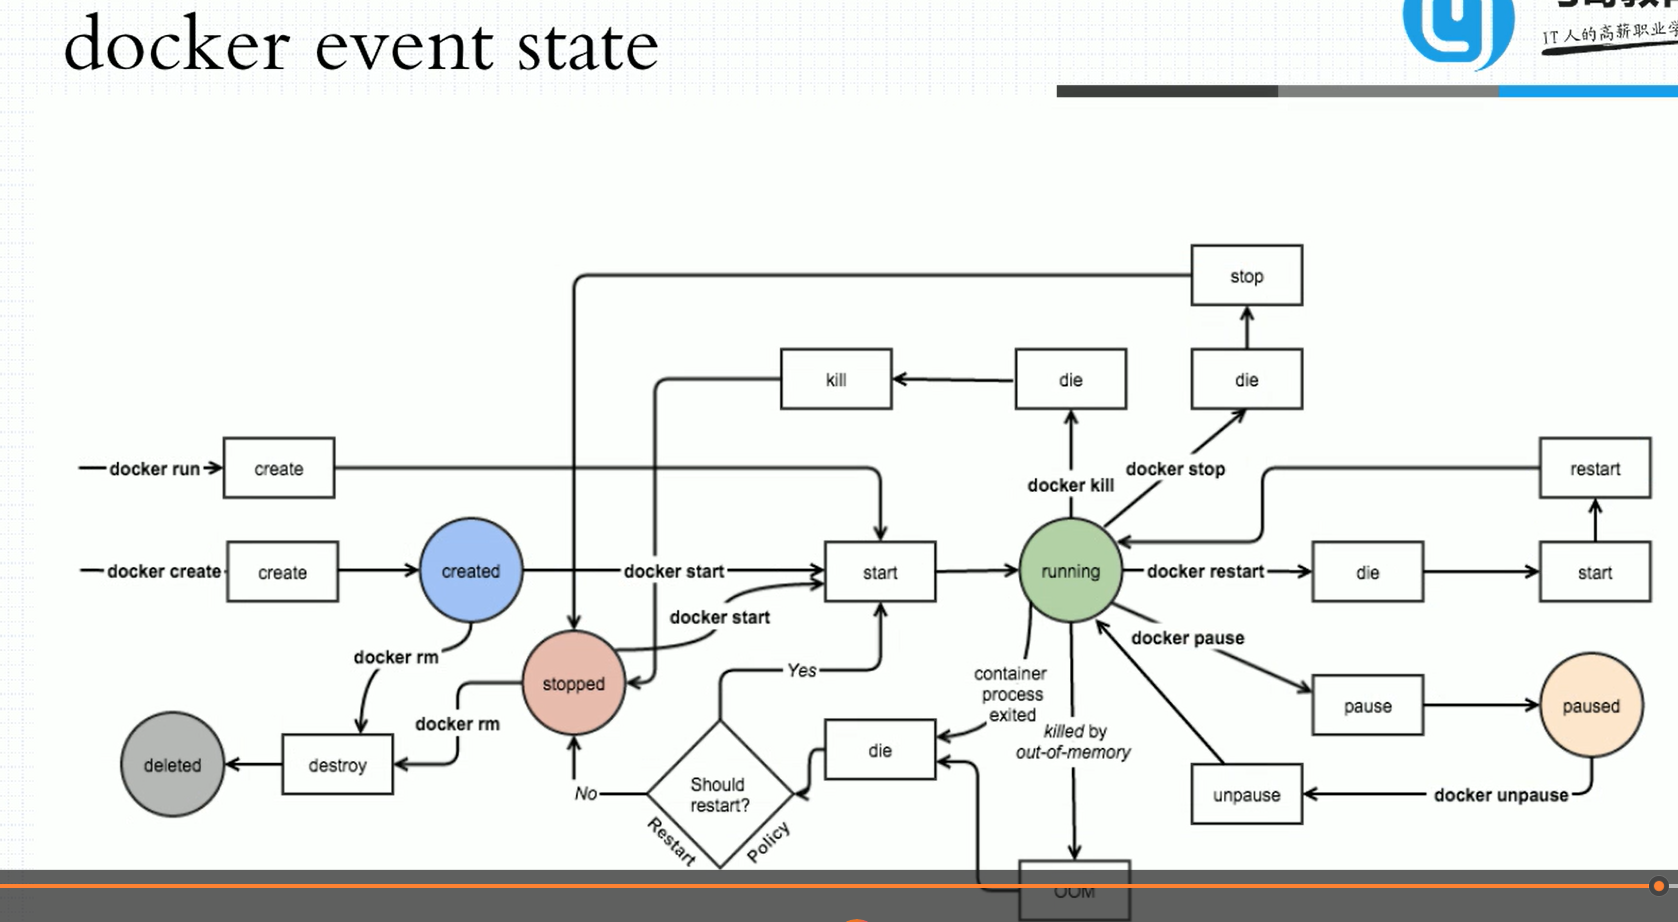 docker event state
IT 人的高薪职业学
stop
kill
die
die
docker run
create
docker kill
docker stop
restart
docker create
create
created
docker start
start
running
docker restart
die
start
docker start
docker pause
docker rm
stopped
Yes
container
process
exited
pause
paused
docker rm
killed by
out-of-memory
deleted
destroy
die
Should
restart?
No
Restart
Policy
unpause
docker unpause
OOM